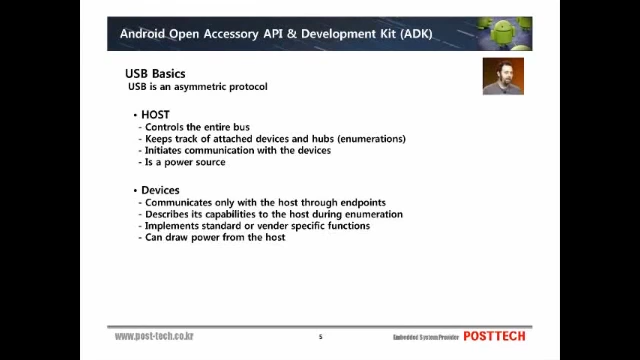 Android Open Accessory API & Development Kit (ADK)
USB Basics
USB is an asymmetric protocol
• HOST
- Controls the entire bus
- Keeps track of attached devices and hubs (enumerations)
- Initiates communication with the devices
- Is a power source
• Devices
- Communicates only with the host through endpoints
- Describes its capabilities to the host during enumeration
- Implements standard or vender specific functions
- Can draw power from the host
www.post-tech.co.kr
5
Embedded System Provider POSTTECH